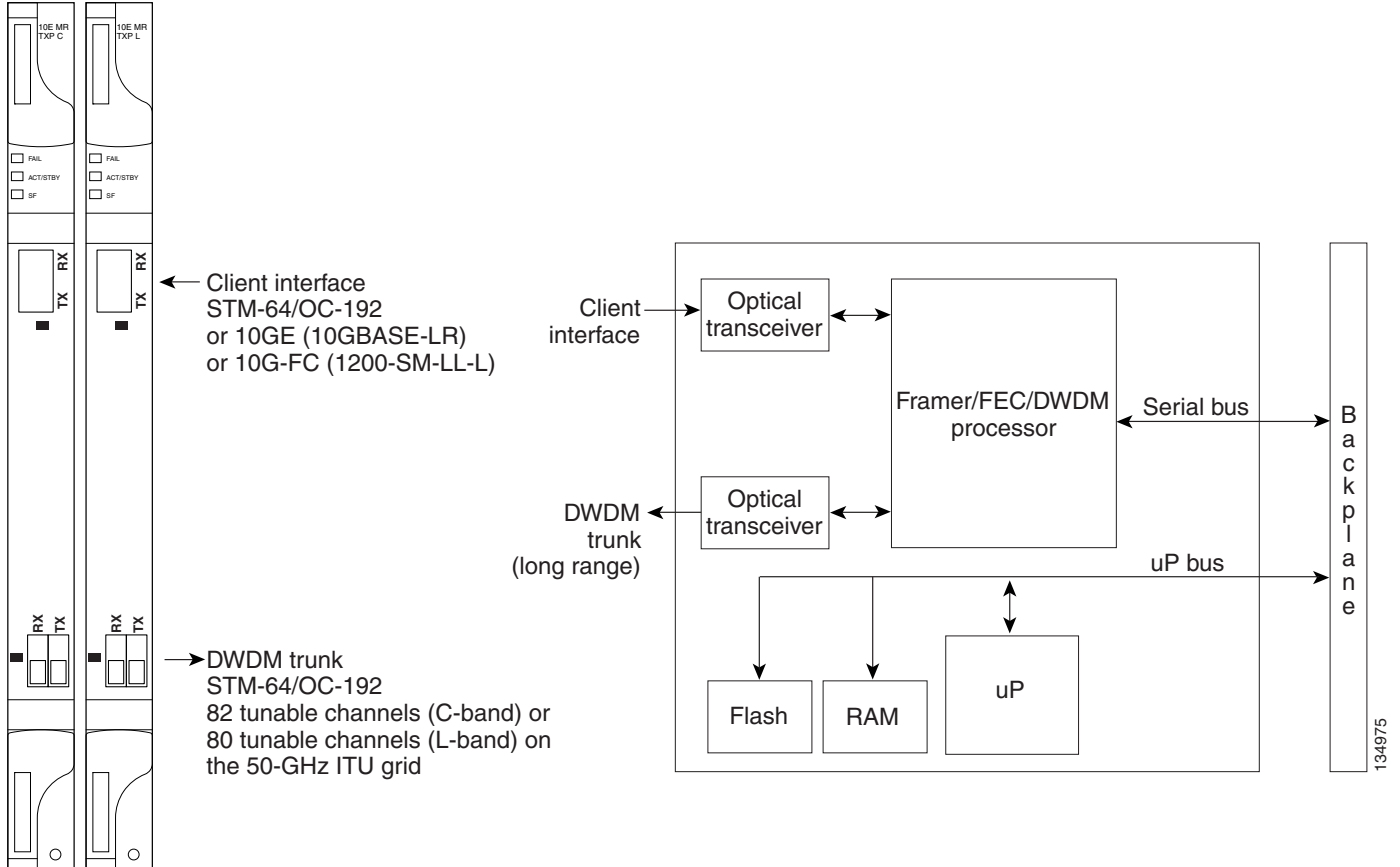 10E MR
TXP C
10E MR
TXP L
FAIL
ACT/STBY
SF
FAIL
ACT/STBY
SF
RX
TX
RX
TX
Client interface
STM-64/OC-192
or 10GE (10GBASE-LR)
or 10G-FC (1200-SM-LL-L)
RX
TX
RX
TX
DWDM trunk
STM-64/OC-192
82 tunable channels (C-band) or
80 tunable channels (L-band) on
the 50-GHz ITU grid
Client
interface
Optical
transceiver
Framer/FEC/DWDM
processor
Serial bus
DWDM
trunk
(long range)
Optical
transceiver
uP bus
Flash
RAM
uP
Backplane
134975